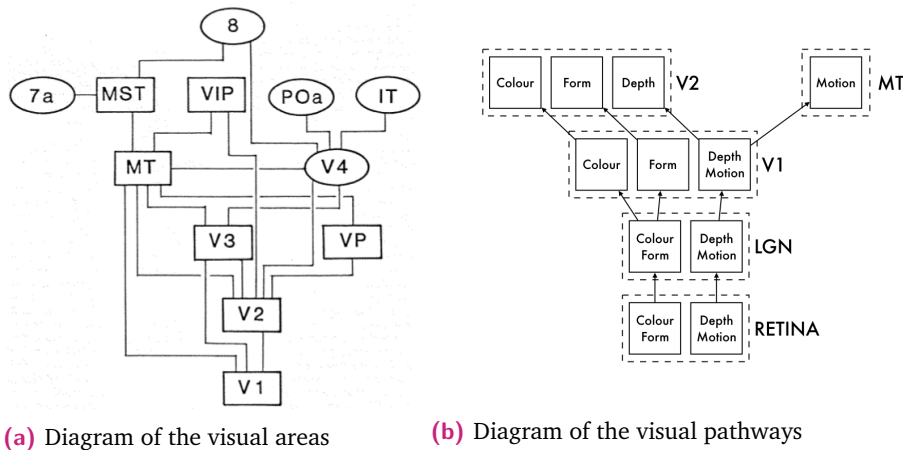 8
7a
MST
VIP
POa
IT
MT
V4
V3
VP
V2
V1
(a) Diagram of the visual areas
Colour
Form
Depth
V2
Motion
MT
Colour
Form
Depth
Motion
V1
Colour
Form
Depth
Motion
LGN
Colour
Form
Depth
Motion
RETINA
(b) Diagram of the visual pathways